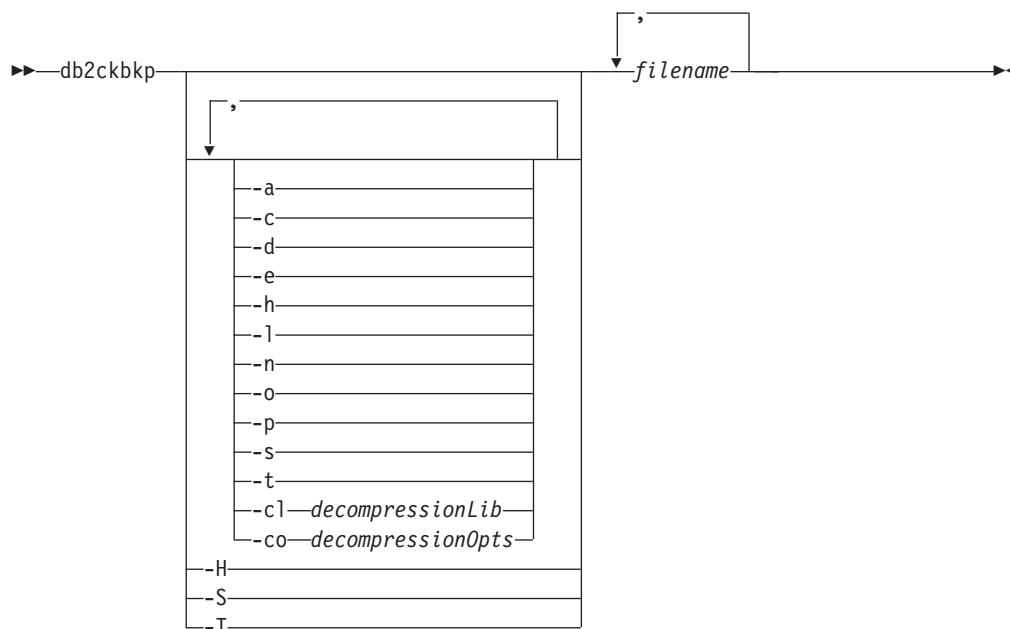 ,
db2ckbkp filename
,
-a
-c
-d
-e
-h
-l
-n
-o
-p
-s
-t
-cl decompressionLib
-co decompressionOpts
-H
-S
-T